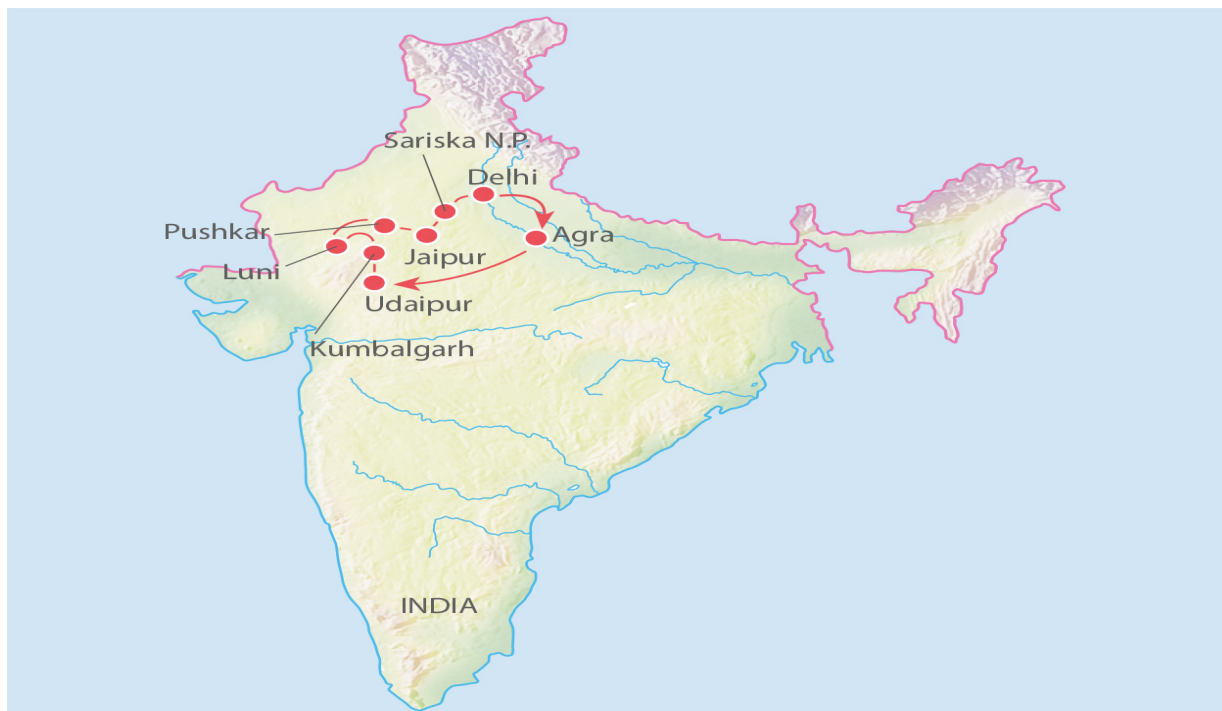 Sariska N.P.
Delhi
Pushkar
Agra
Jaipur
Luni
Udaipur
Kumbalgarh
INDIA